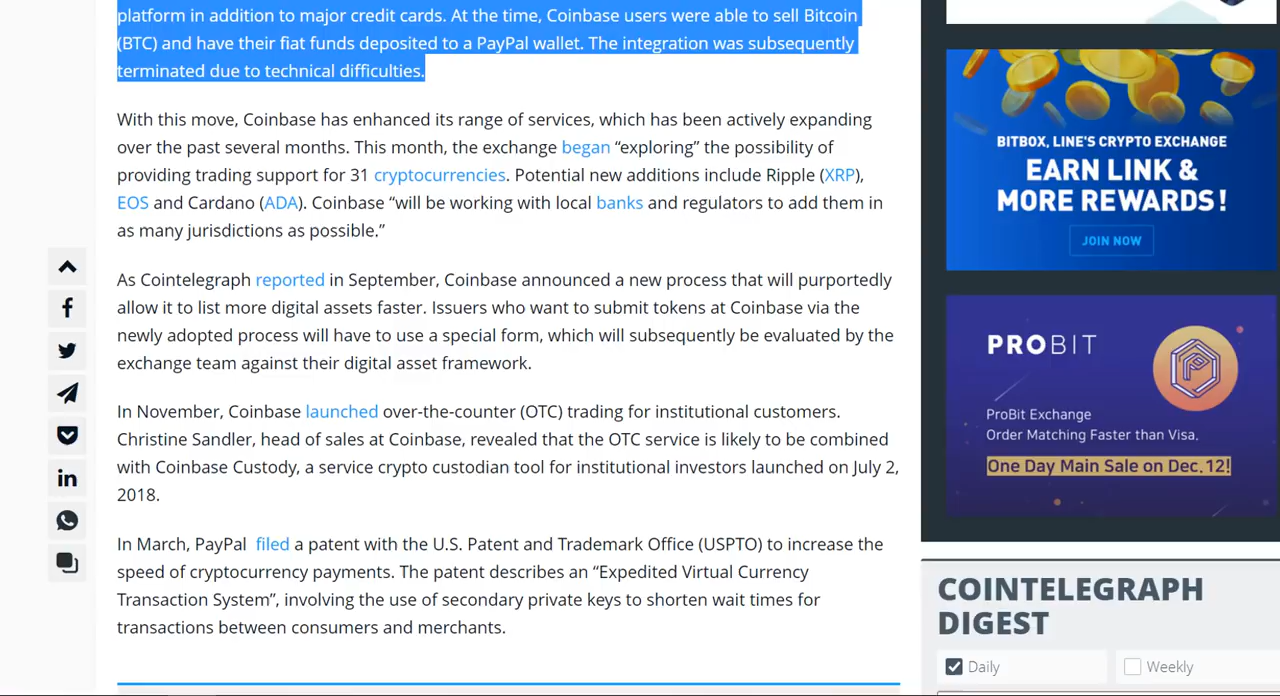 platform in addition to major credit cards. At the time, Coinbase users were able to sell Bitcoin
(BTC) and have their fiat funds deposited to a PayPal wallet. The integration was subsequently
terminated due to technical difficulties.
With this move, Coinbase has enhanced its range of services, which has been actively expanding
over the past several months. This month, the exchange began “exploring” the possibility of
providing trading support for 31 cryptocurrencies. Potential new additions include Ripple (XRP),
EOS and Cardano (ADA). Coinbase “will be working with local banks and regulators to add them in
as many jurisdictions as possible.”
As Cointelegraph reported in September, Coinbase announced a new process that will purportedly
allow it to list more digital assets faster. Issuers who want to submit tokens at Coinbase via the
newly adopted process will have to use a special form, which will subsequently be evaluated by the
exchange team against their digital asset framework.
In November, Coinbase launched over-the-counter (OTC) trading for institutional customers.
Christine Sandler, head of sales at Coinbase, revealed that the OTC service is likely to be combined
with Coinbase Custody, a service crypto custodian tool for institutional investors launched on July 2,
2018.
In March, PayPal filed a patent with the U.S. Patent and Trademark Office (USPTO) to increase the
speed of cryptocurrency payments. The patent describes an “Expedited Virtual Currency
Transaction System”, involving the use of secondary private keys to shorten wait times for
transactions between consumers and merchants.
BITBOX, LINE'S CRYPTO EXCHANGE
EARN LINK &
MORE REWARDS!
JOIN NOW
PROBIT
ProBit Exchange
Order Matching Faster than Visa.
One Day Main Sale on Dec.12!
COINTELEGRAPH
DIGEST
Daily
Weekly